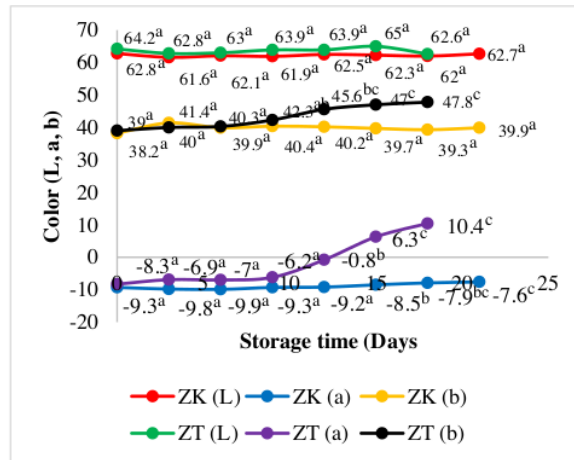 70
64.2a 62.8a 63a 63.9a 63.9a 65a 62.6a
60
62.8a 61.6a 62.1a 61.9a 62.5a 62.3a 62a 62.7a
50
39a 41.4a 40.3a 42.3ab 45.6bc 47c 47.8c
40
38.2a 40a 39.9a 40.4a 40.2a 39.7a 39.3a 39.9a
30
20
10
-8.3a -6.9a -7a -6.2a -0.8b 6.3c 10.4c
0
0 5 10 15 20 25
-10
-9.3a -9.8a -9.9a -9.3a -9.2a -8.5b -7.9bc -7.6c
-20
Color (L, a, b)
Storage time (Days
ZK (L) ZK (a) ZK (b)
ZT (L) ZT (a) ZT (b)